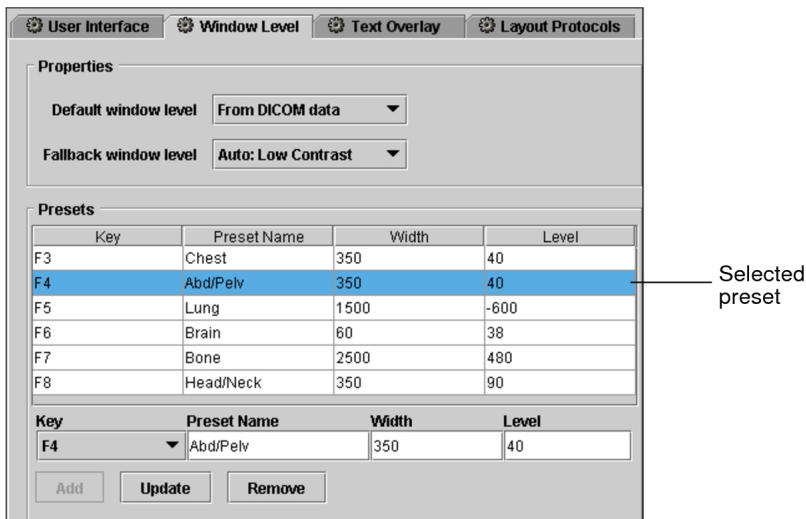 User Interface Window Level Text Overlay Layout Protocols
Properties
Default window level From DICOM data
Fallback window level Auto: Low Contrast
Presets
Key Preset Name Width Level
F3 Chest 350 40
F4 Abd/Pelv 350 40
F5 Lung 1500 -600
F6 Brain 60 38
F7 Bone 2500 480
F8 Head/Neck 350 90
Selected
preset
Key Preset Name Width Level
F4 Abd/Pelv 350 40
Add Update Remove